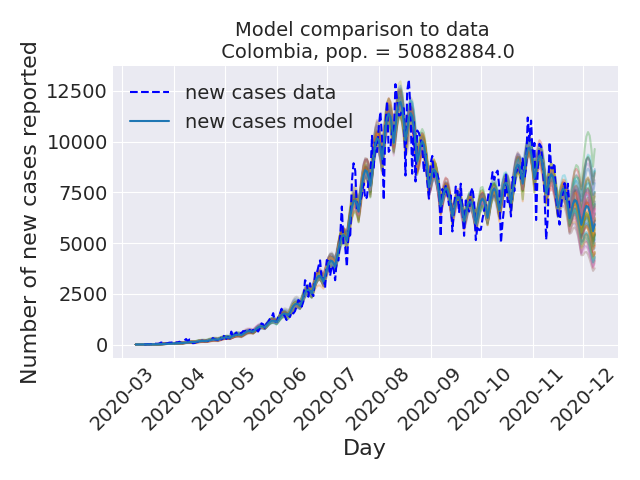 Model comparison to data
Colombia, pop. = 50882884.0
Number of new cases reported
12500
10000
7500
5000
2500
0
new cases data
new cases model
2020-03
2020-04
2020-05
2020-06
2020-07
2020-08
2020-09
2020-10
2020-11
2020-12
Day